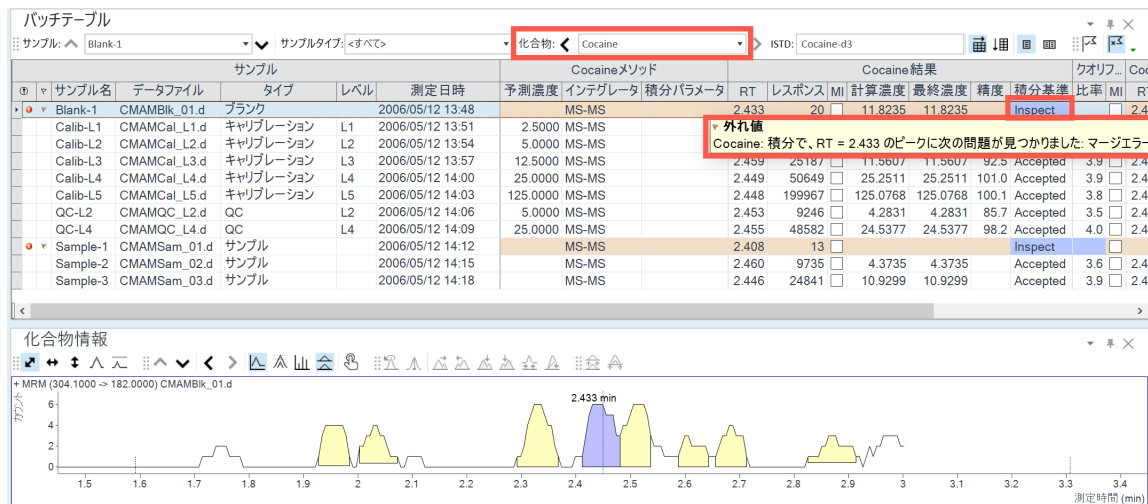 バッチテーブル
サンプル: Blank-1 サンプルタイプ: <すべて> 化合物: Cocaine ISTD: Cocaine-d3
サンプル Cocaineメソッド Cocaine結果 クオリフ... Coc
サンプル名 データファイル タイプ レベル 測定日時 予測濃度 インテグレータ 積分パラメータ RT レスポンス MI 計算濃度 最終濃度 精度 積分基準 比率 MI RT
Blank-1 CMAMBlk_01.d ブランク 2006/05/12 13:48 MS-MS 2.433 20 11.8235 11.8235 Inspect 2.4
Calib-L1 CMAMCal_L1.d キャリブレーション L1 2006/05/12 13:51 2.5000 MS-MS
外れ値
Calib-L2 CMAMCal_L2.d キャリブレーション L2 2006/05/12 13:54 5.0000 MS-MS
Cocaine: 積分で、RT = 2.433 のピークに次の問題が見つかりました: マージエラー
Calib-L3 CMAMCal_L3.d キャリブレーション L3 2006/05/12 13:57 12.5000 MS-MS 2.459 25187 11.5607 11.5607 92.5 Accepted 3.9 2.4
Calib-L4 CMAMCal_L4.d キャリブレーション L4 2006/05/12 14:00 25.0000 MS-MS 2.449 50649 25.2511 25.2511 101.0 Accepted 3.9 2.4
Calib-L5 CMAMCal_L5.d キャリブレーション L5 2006/05/12 14:03 125.0000 MS-MS 2.448 199967 125.0768 125.0768 100.1 Accepted 3.8 2.4
QC-L2 CMAMQC_L2.d QC L2 2006/05/12 14:06 5.0000 MS-MS 2.453 9246 4.2831 4.2831 85.7 Accepted 3.5 2.4
QC-L4 CMAMQC_L4.d QC L4 2006/05/12 14:09 25.0000 MS-MS 2.455 48582 24.5377 24.5377 98.2 Accepted 4.0 2.4
Sample-1 CMAMSam_01.d サンプル 2006/05/12 14:12 MS-MS 2.408 13 Inspect
Sample-2 CMAMSam_02.d サンプル 2006/05/12 14:15 MS-MS 2.460 9735 4.3735 4.3735 Accepted 3.6 2.4
Sample-3 CMAMSam_03.d サンプル 2006/05/12 14:18 MS-MS 2.446 24841 10.9299 10.9299 Accepted 3.9 2.4
化合物情報
+ MRM (304.1000 -> 182.0000) CMAMBlk_01.d
カウント
2.433 min
6
4
2
0
1.5 1.6 1.7 1.8 1.9 2 2.1 2.2 2.3 2.4 2.5 2.6 2.7 2.8 2.9 3 3.1 3.2 3.3 3.4
測定時間 (min)